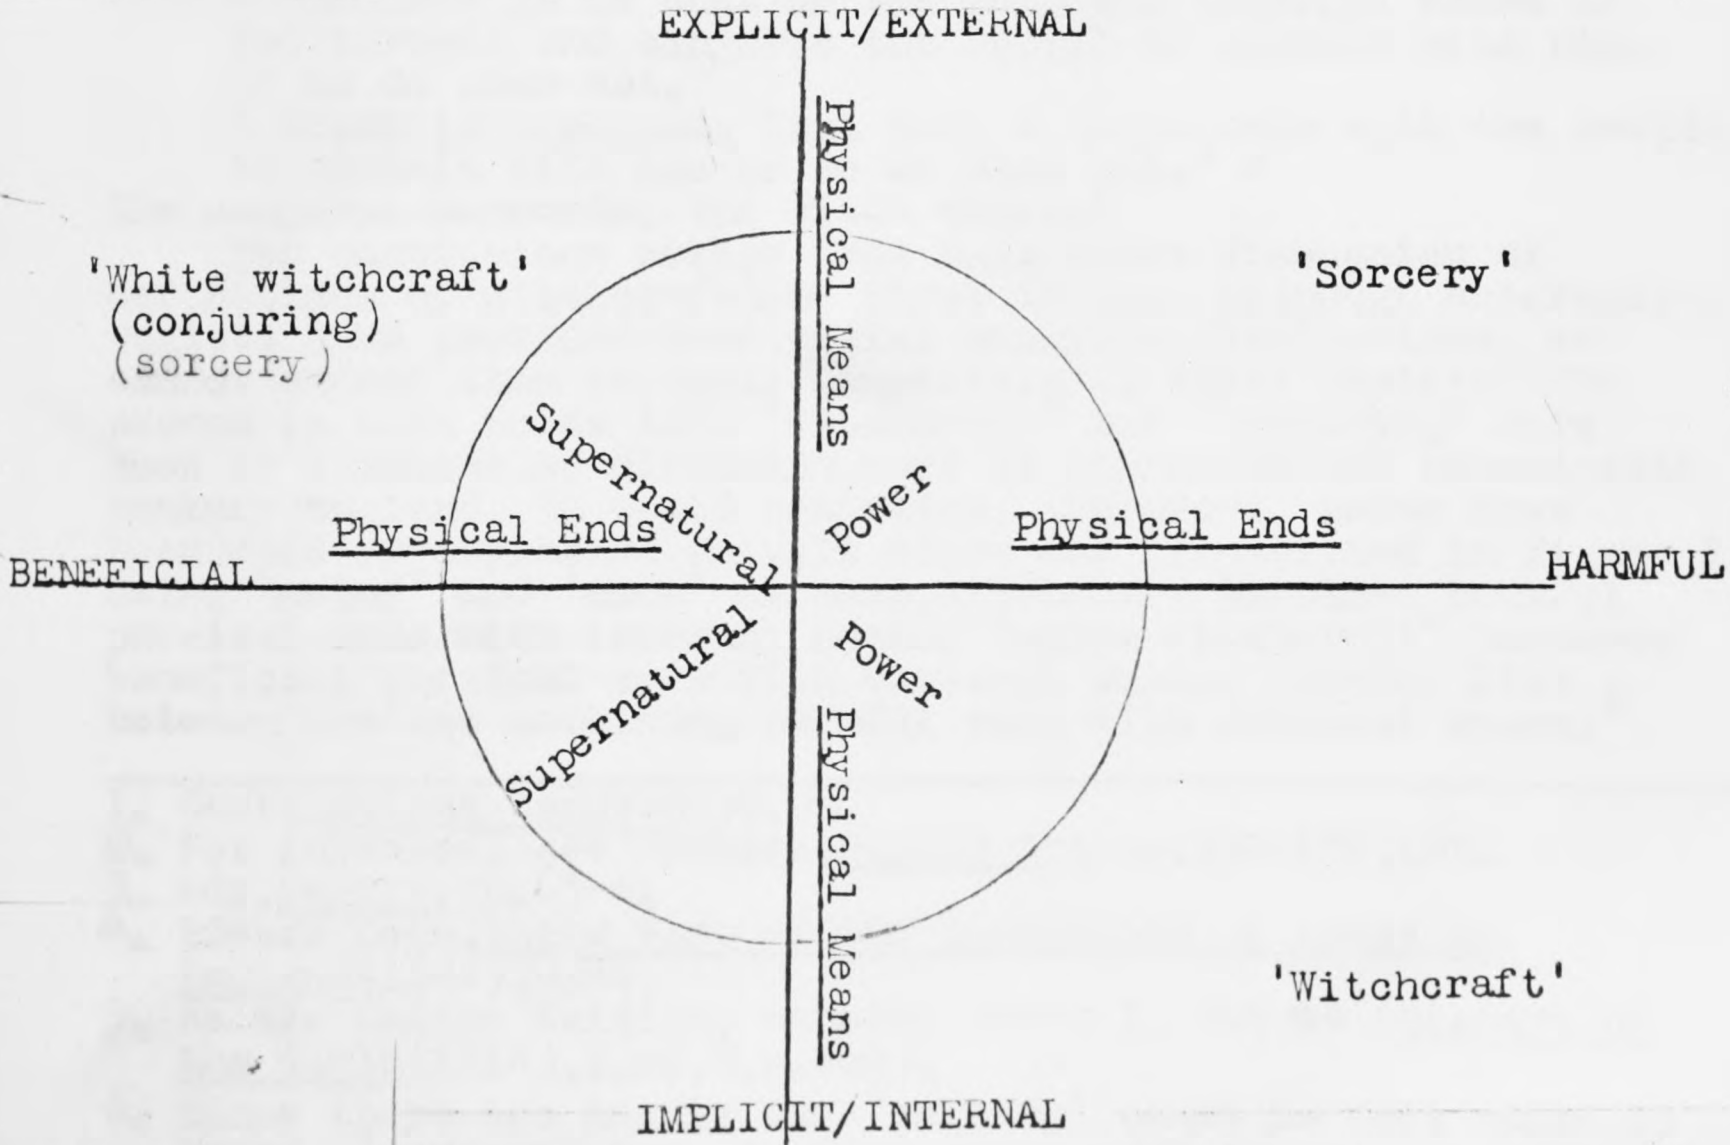 EXPLICIT/EXTERNAL
Physical Means
'White witchcraft'
(conjuring)
(sorcery)
'Sorcery'
Supernatural
Power
Physical Ends
Physical Ends
BENEFICIAL
HARMFUL
Supernatural
Power
Physical Means
'Witchcraft'
IMPLICIT/INTERNAL